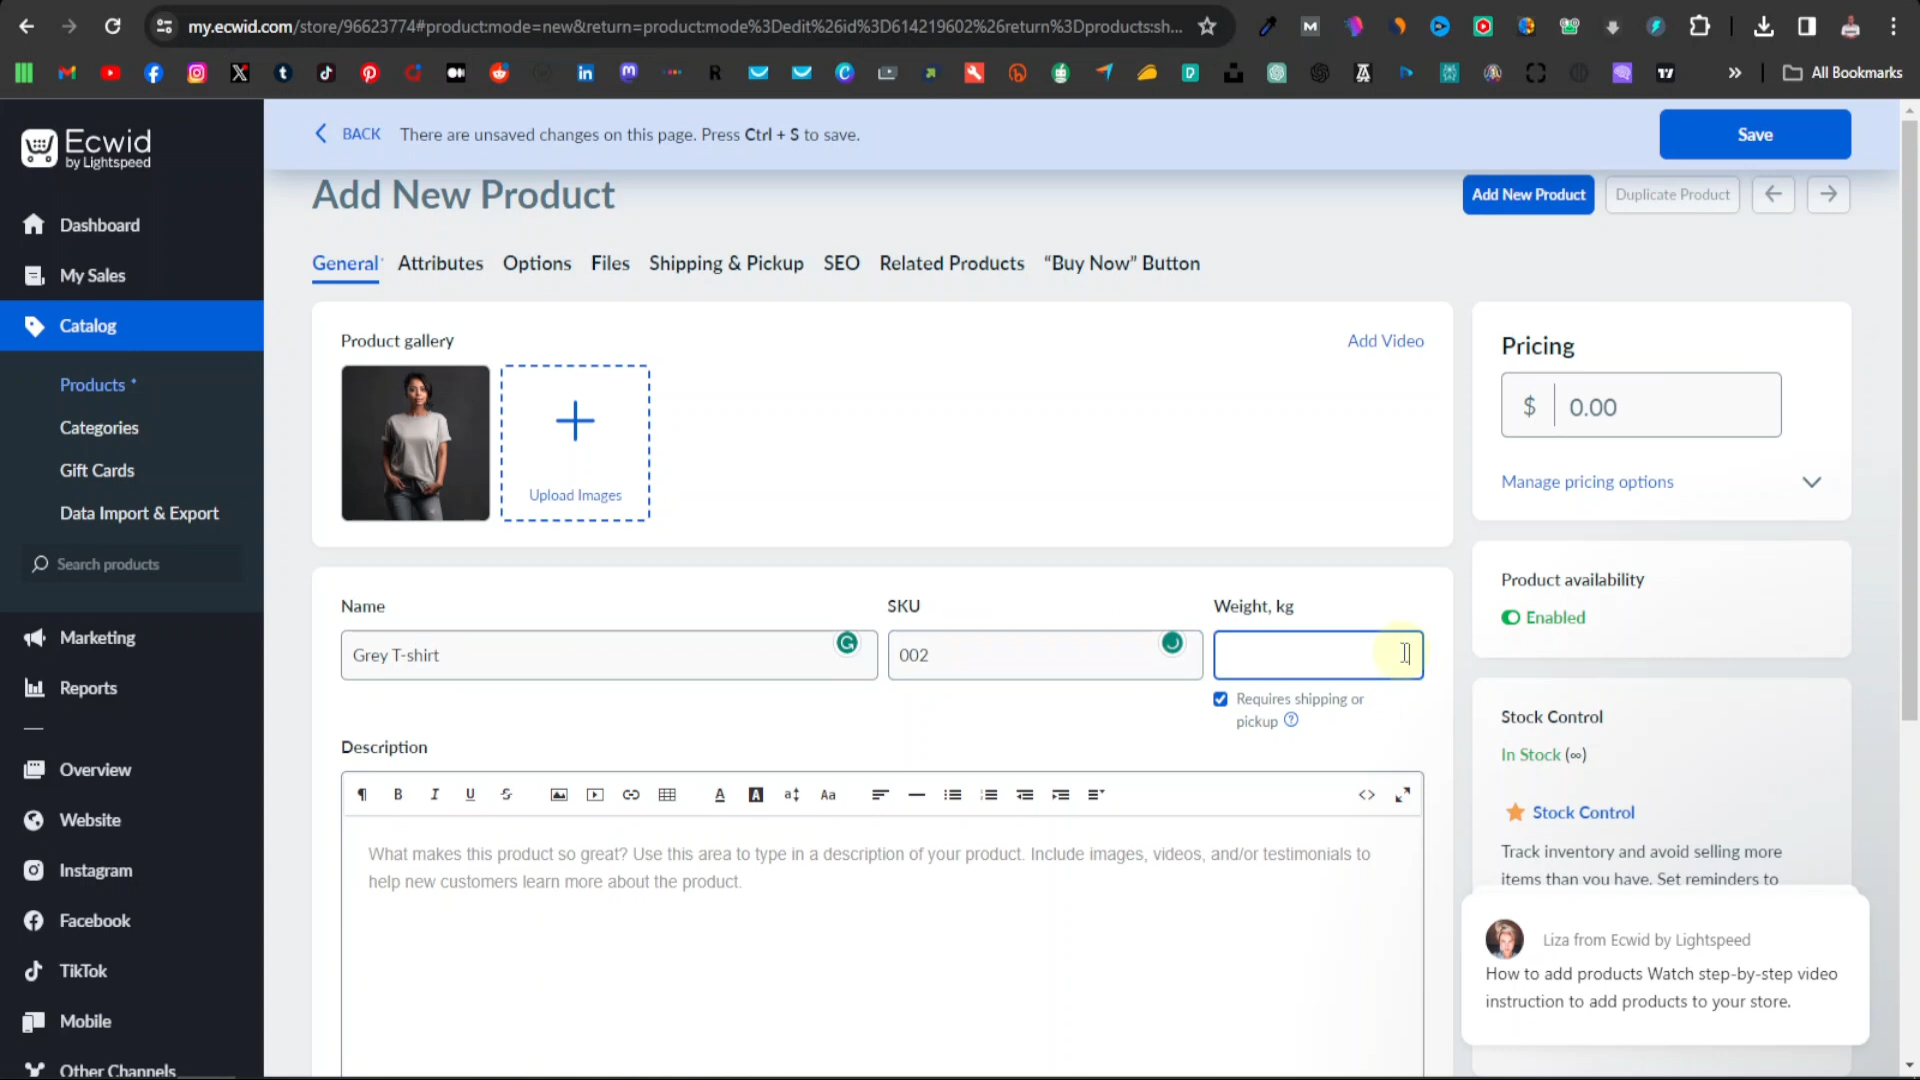 my.ecwid.com/store/96623774#product:mode=new&return=product:mode%3Dedit%26id%3D614219602%26return%3Dproducts:sh...
All Bookmarks
Ecwid
by Lightspeed
BACK There are unsaved changes on this page. Press Ctrl + S to save.
Save
Add New Product
Add New Product
Duplicate Product
General
Attributes
Options
Files
Shipping & Pickup
SEO
Related Products
“Buy Now” Button
Dashboard
My Sales
Catalog
Products *
Categories
Gift Cards
Data Import & Export
Search products
Marketing
Reports
Overview
Website
Instagram
Facebook
TikTok
Mobile
Other Channels
Product gallery
Add Video
Upload Images
Name
Grey T-shirt
SKU
002
Weight, kg
Requires shipping or
pickup
Description
What makes this product so great? Use this area to type in a description of your product. Include images, videos, and/or testimonials to
help new customers learn more about the product.
Pricing
$ 0.00
Manage pricing options
Product availability
Enabled
Stock Control
In Stock (∞)
Stock Control
Track inventory and avoid selling more
items than you have. Set reminders to
Liza from Ecwid by Lightspeed
How to add products Watch step-by-step video
instruction to add products to your store.